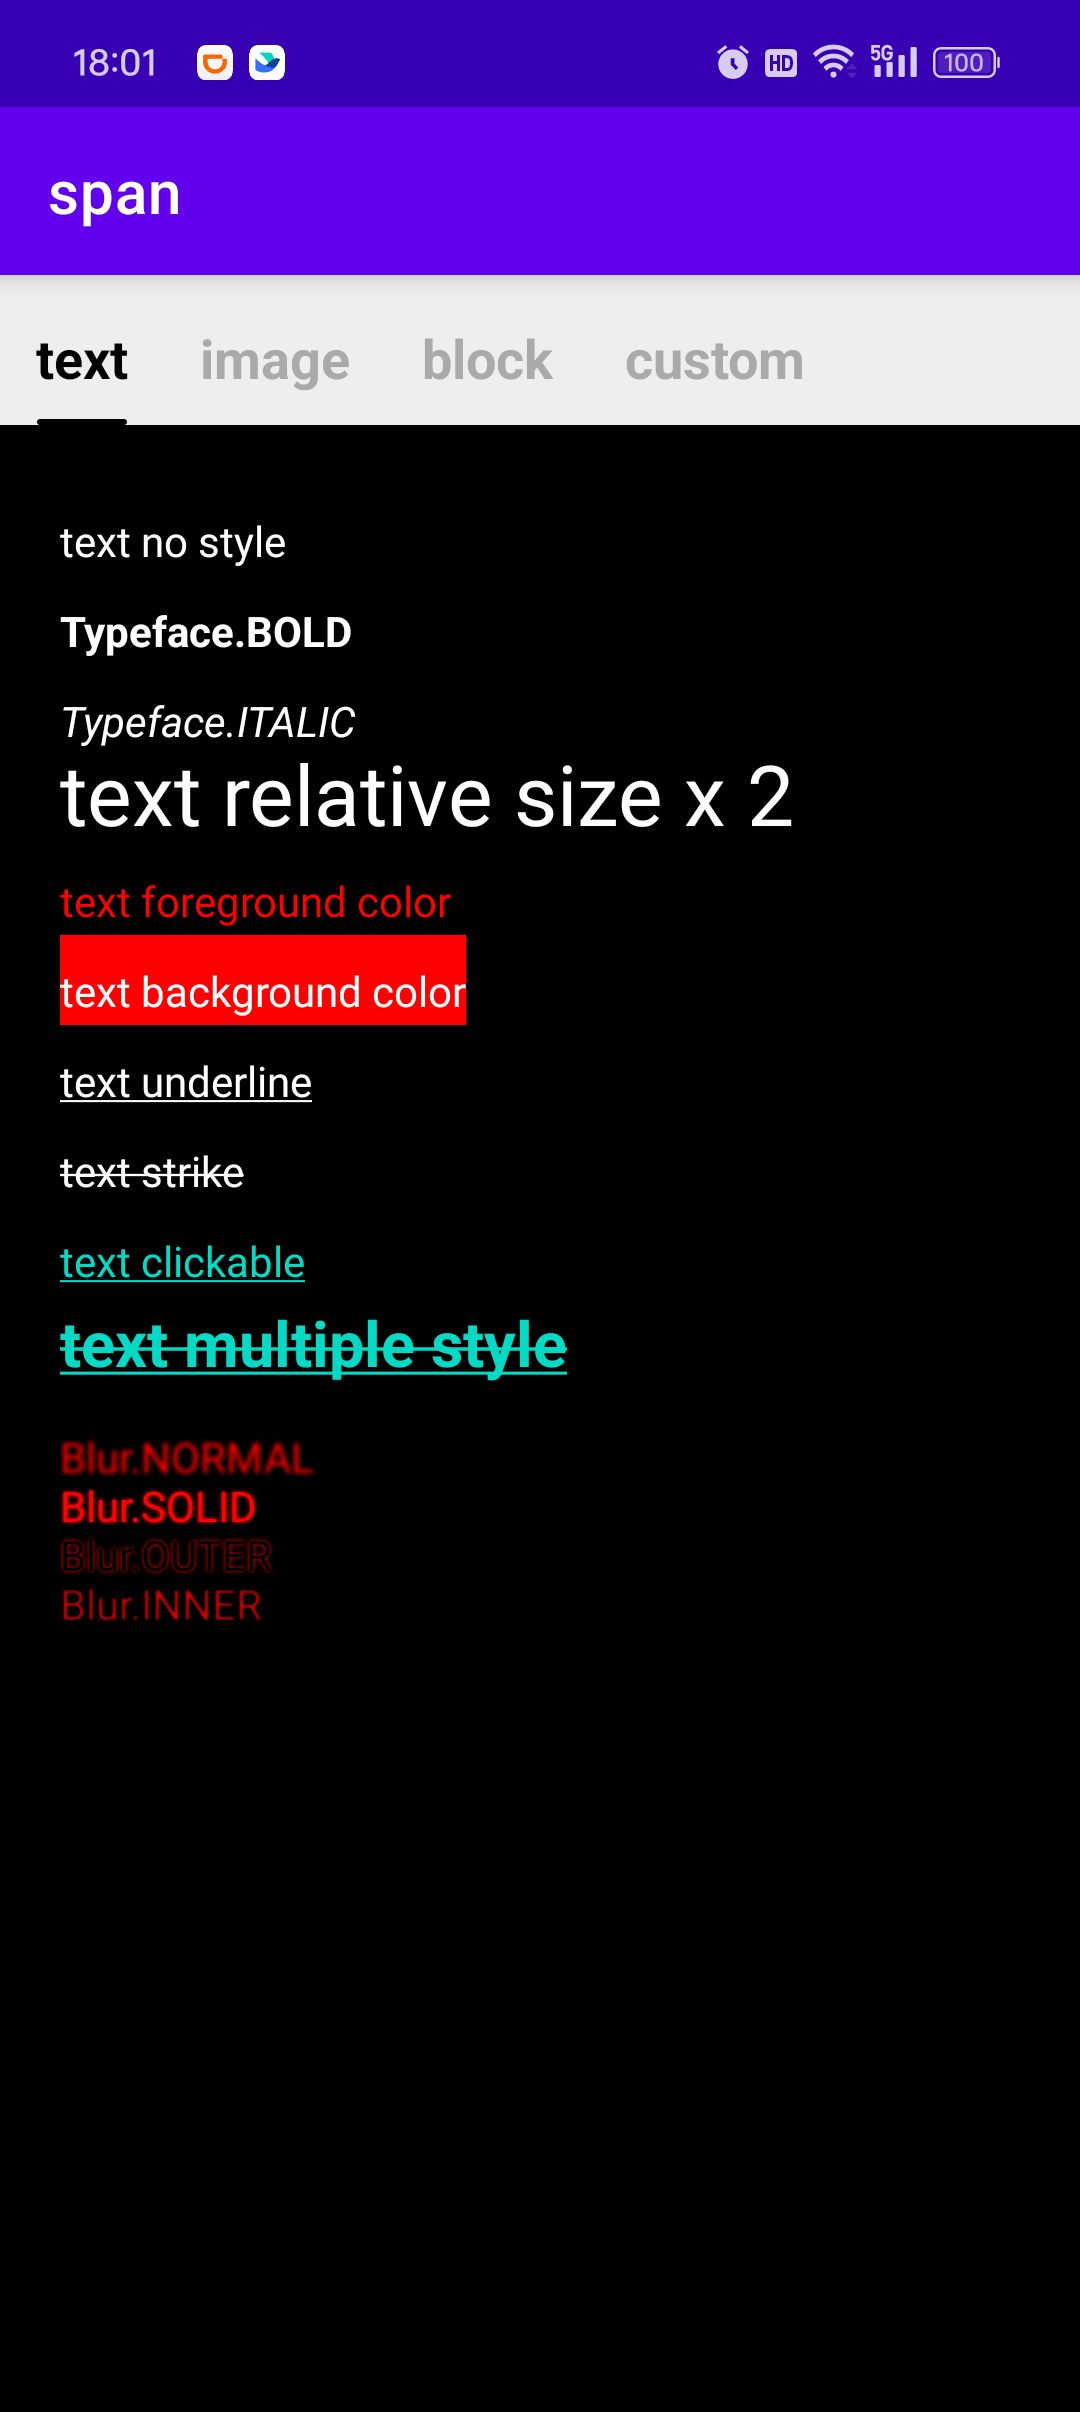 18:01 HD 5G 100
span
text image block custom
text no style
Typeface.BOLD
Typeface.ITALIC
text relative size x 2
text foreground color
text background color
text underline
text strike
text clickable
text multiple style
Blur.NORMAL
Blur.SOLID
Blur.OUTER
Blur.INNER